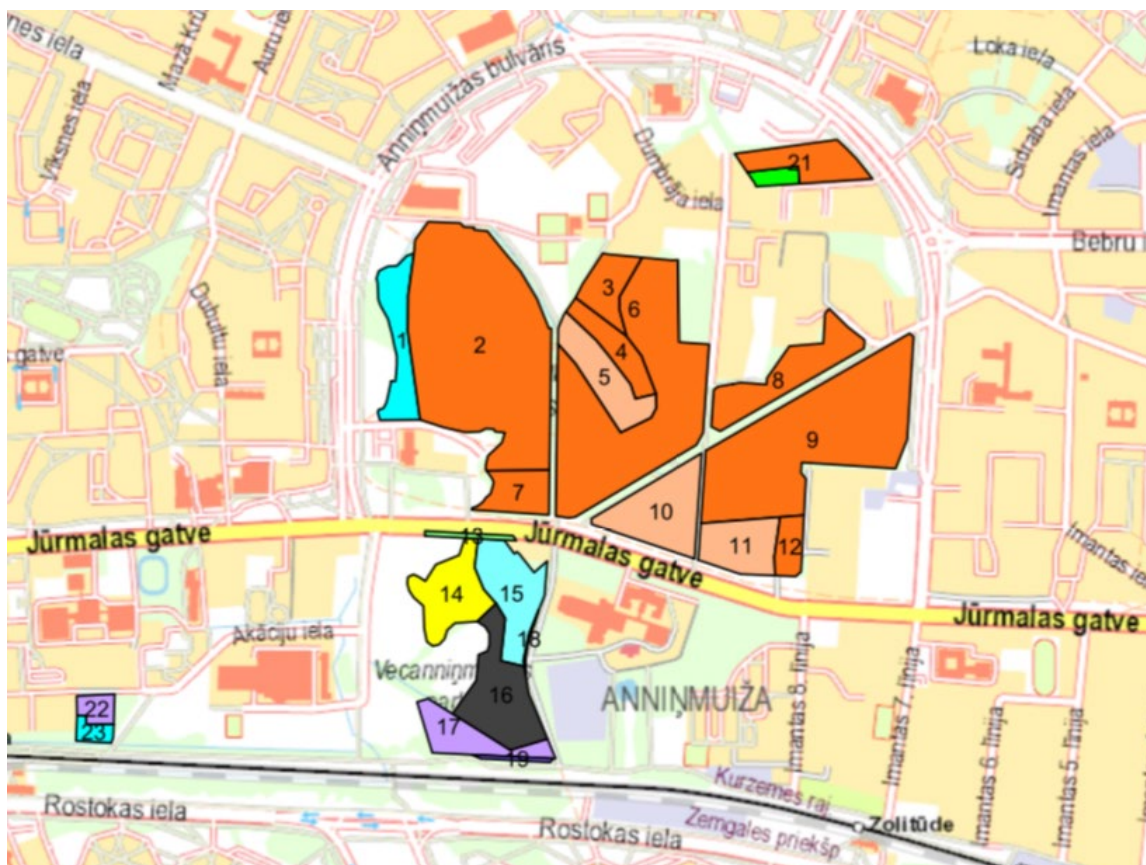 nes iela
Mazā Krū
Auru iela
Anniņmuižas bulvāris
Loka iela
Vīksnes iela
Sidraba iela
Imantas iela
Dumbrāja iela
21
Bebru i
3
6
Dubultu iela
1
2
4
5
gatve
8
9
7
10
Jūrmalas gatve
13
Jūrmalas gatve
11
12
Imantas ie
14
15
Jūrmalas gatve
Akāciju iela
18
Vecanniņm
16
ANNIŅMUIŽA
Imantas 8. līnija
Imantas 7. līnija
Imantas 6. līnija
Imantas 5. līnija
22
23
17
19
Kurzemes raj
Rostokas iela
Rostokas iela
Zemgales priekšp.
Zolitūde